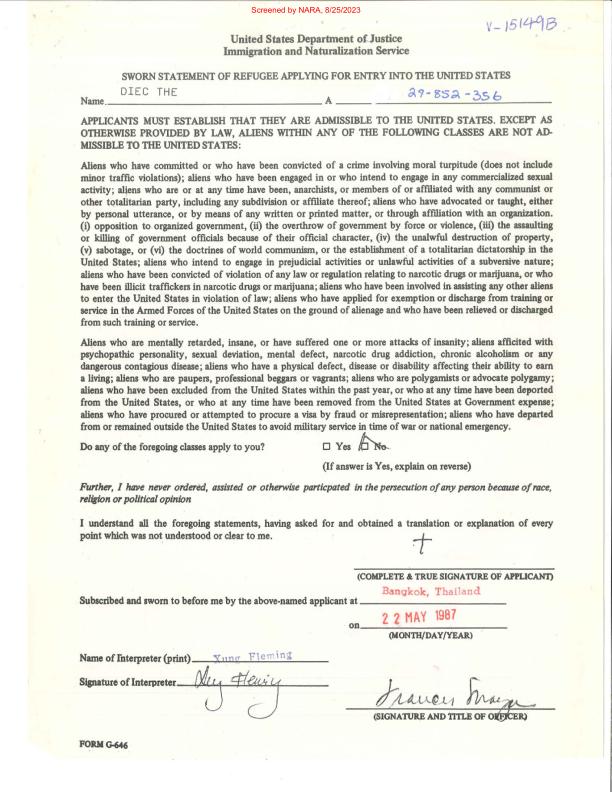 Screened by NARA, 8/25/2023
V-15149B
United States Department of Justice
Immigration and Naturalization Service
SWORN STATEMENT OF REFUGEE APPLYING FOR ENTRY INTO THE UNITED STATES
Name DIEC THE A 29-852-356
APPLICANTS MUST ESTABLISH THAT THEY ARE ADMISSIBLE TO THE UNITED STATES. EXCEPT AS
OTHERWISE PROVIDED BY LAW, ALIENS WITHIN ANY OF THE FOLLOWING CLASSES ARE NOT AD-
MISSIBLE TO THE UNITED STATES:
Aliens who have committed or who have been convicted of a crime involving moral turpitude (does not include
minor traffic violations); aliens who have been engaged in or who intend to engage in any commercialized sexual
activity; aliens who are or at any time have been, anarchists, or members of or affiliated with any communist or
other totalitarian party, including any subdivision or affiliate thereof; aliens who have advocated or taught, either
by personal utterance, or by means of any written or printed matter, or through affiliation with an organization.
(i) opposition to organized government, (ii) the overthrow of government by force or violence, (iii) the assaulting
or killing of government officials because of their official character, (iv) the unalwful destruction of property,
(v) sabotage, or (vi) the doctrines of world communism, or the establishment of a totalitarian dictatorship in the
United States; aliens who intend to engage in prejudicial activities or unlawful activities of a subversive nature;
aliens who have been convicted of violation of any law or regulation relating to narcotic drugs or marijuana, or who
have been illicit traffickers in narcotic drugs or marijuana; aliens who have been involved in assisting any other aliens
to enter the United States in violation of law; aliens who have applied for exemption or discharge from training or
service in the Armed Forces of the United States on the ground of alienage and who have been relieved or discharged
from such training or service.
Aliens who are mentally retarded, insane, or have suffered one or more attacks of insanity; aliens afficited with
psychopathic personality, sexual deviation, mental defect, narcotic drug addiction, chronic alcoholism or any
dangerous contagious disease; aliens who have a physical defect, disease or disability affecting their ability to earn
a living; aliens who are paupers, professional beggars or vagrants; aliens who are polygamists or advocate polygamy;
aliens who have been excluded from the United States within the past year, or who at any time have been deported
from the United States, or who at any time have been removed from the United States at Government expense;
aliens who have procured or attempted to procure a visa by fraud or misrepresentation; aliens who have departed
from or remained outside the United States to avoid military service in time of war or national emergency.
Do any of the foregoing classes apply to you? ☐ Yes ☐ No
(If answer is Yes, explain on reverse)
Further, I have never ordered, assisted or otherwise particpated in the persecution of any person because of race,
religion or political opinion
I understand all the foregoing statements, having asked for and obtained a translation or explanation of every
point which was not understood or clear to me.
(COMPLETE & TRUE SIGNATURE OF APPLICANT)
Subscribed and sworn to before me by the above-named applicant at Bangkok, Thailand
on 22 MAY 1987
(MONTH/DAY/YEAR)
Name of Interpreter (print) Xung Fleming
Signature of Interpreter
Frances
(SIGNATURE AND TITLE OF OFFICER)
FORM G-646